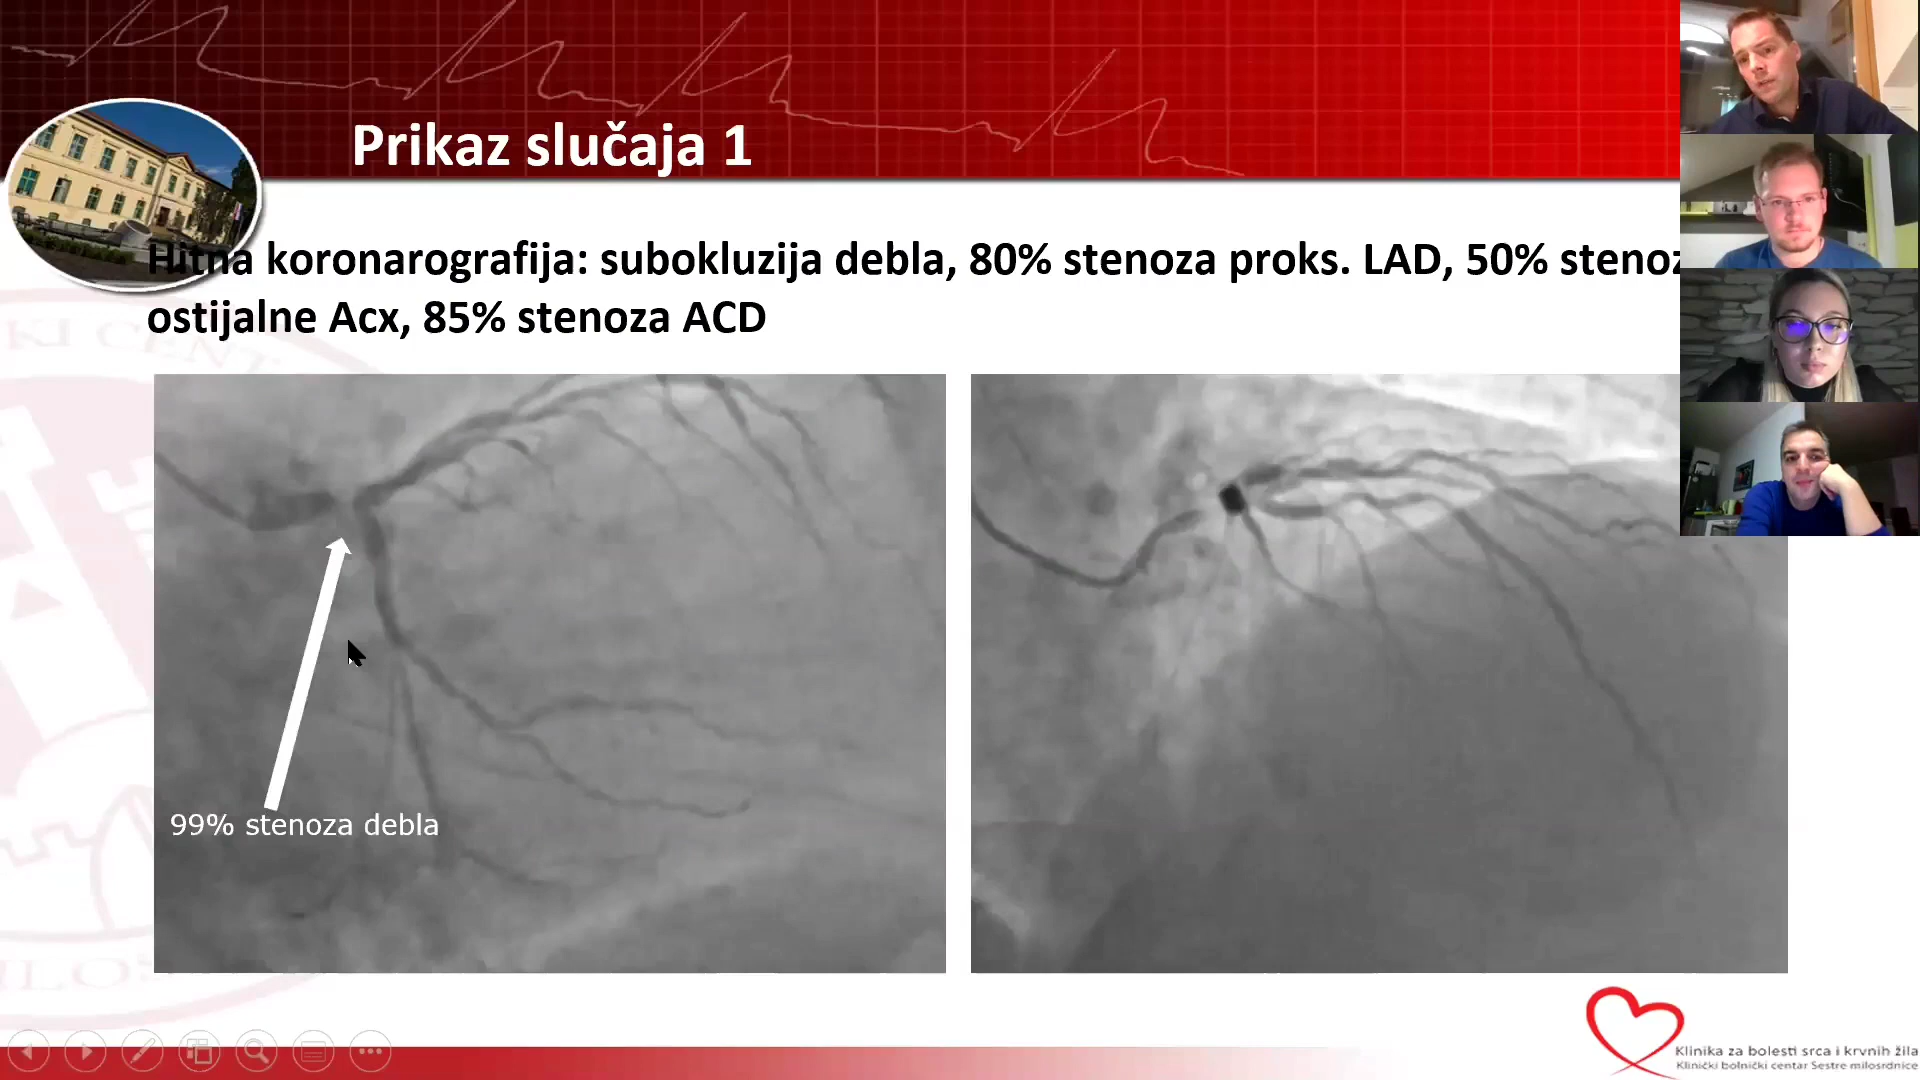 Prikaz slučaja 1
Hitna koronarografija: subokluzija debla, 80% stenoza proks. LAD, 50% stenoz
ostijalne Acx, 85% stenoza ACD
99% stenoza debla
Klinika za bolesti srca i krvnih žila
Klinički bolnički centar Sestre milosrdnice